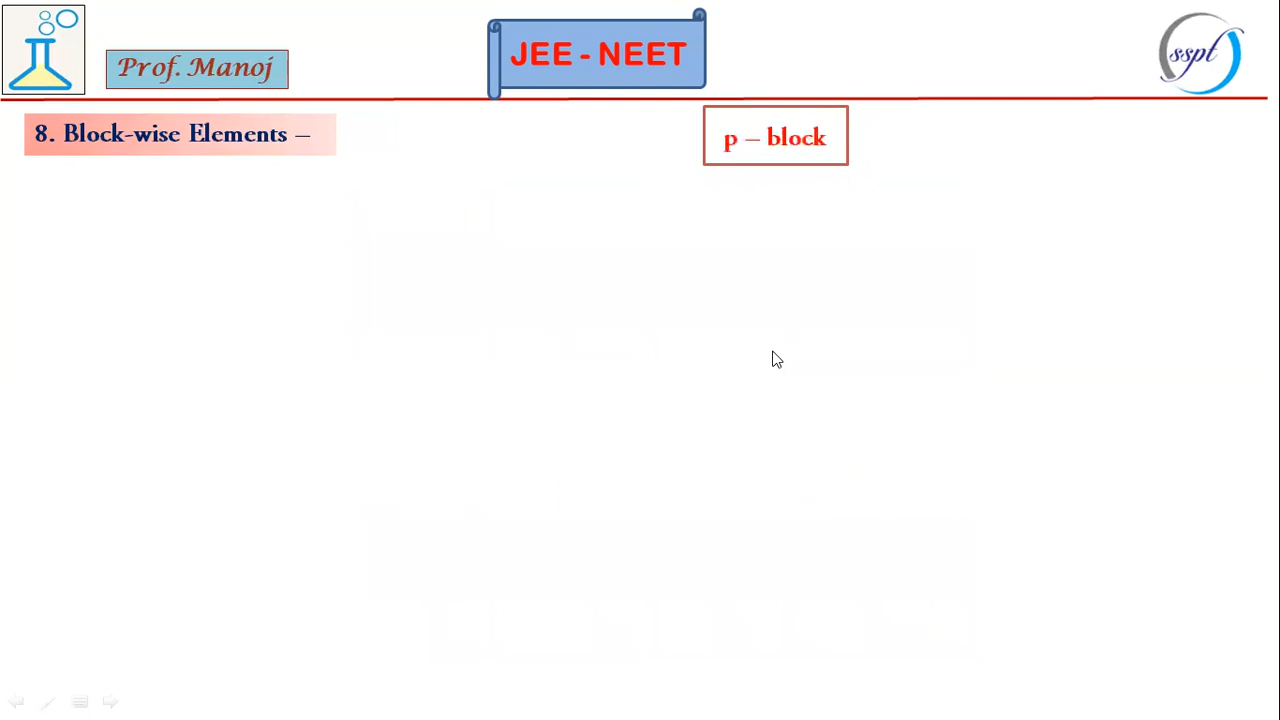 JEE - NEET
Prof. Manoj
sspt
8. Block-wise Elements –
p – block